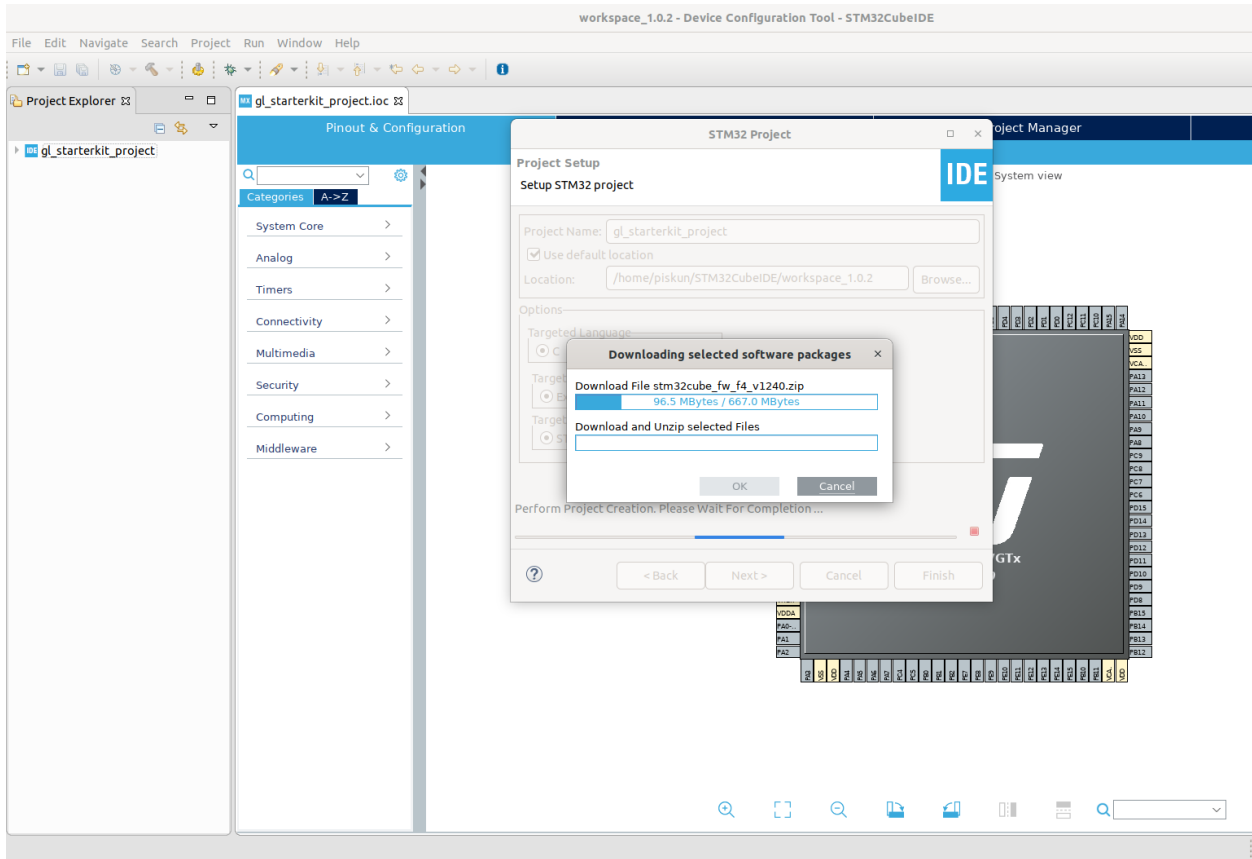 workspace_1.0.2 - Device Configuration Tool - STM32CubeIDE
File Edit Navigate Search Project Run Window Help
Project Explorer
gl_starterkit_project.ioc
gl_starterkit_project
Pinout & Configuration
roject Manager
System view
Categories A->Z
System Core
Analog
Timers
Connectivity
Multimedia
Security
Computing
Middleware
STM32 Project
Project Setup
Setup STM32 project
IDE
Project Name: gl_starterkit_project
Use default location
Location: /home/piskun/STM32CubeIDE/workspace_1.0.2 Browse...
Options
Targeted Language
C
Downloading selected software packages
Download File stm32cube_fw_f4_v1240.zip
96.5 MBytes / 667.0 MBytes
Download and Unzip selected Files
OK Cancel
Perform Project Creation. Please Wait For Completion ...
< Back Next > Cancel Finish
VDD
VSS
VCA..
PA13
PA12
PA11
PA10
PA9
PA8
PC9
PC8
PC7
PC6
PD15
PD14
PD13
PD12
PD11
PD10
PD9
PD8
PB15
PB14
PB13
PB12
VGTx
VDDA
PA0-..
PA1
PA2